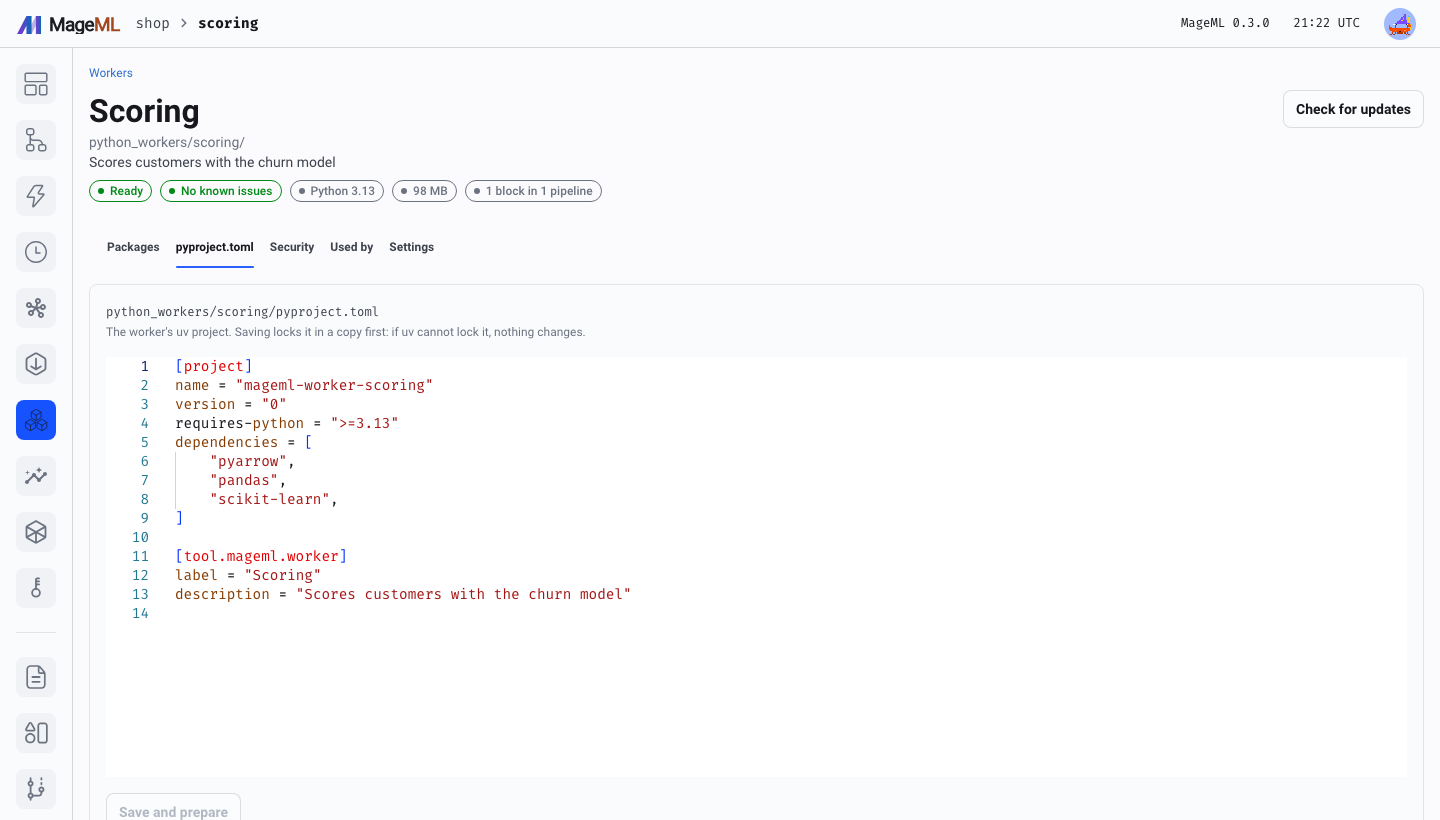 MageML
shop > scoring
MageML 0.3.0
21:22 UTC
Workers
Scoring
Check for updates
python_workers/scoring/
Scores customers with the churn model
Ready
No known issues
Python 3.13
98 MB
1 block in 1 pipeline
Packages
pyproject.toml
Security
Used by
Settings
python_workers/scoring/pyproject.toml
The worker's uv project. Saving locks it in a copy first: if uv cannot lock it, nothing changes.
1 [project]
2 name = "mageml-worker-scoring"
3 version = "0"
4 requires-python = ">=3.13"
5 dependencies = [
6     "pyarrow",
7     "pandas",
8     "scikit-learn",
9 ]
10
11 [tool.mageml.worker]
12 label = "Scoring"
13 description = "Scores customers with the churn model"
14
Save and prepare